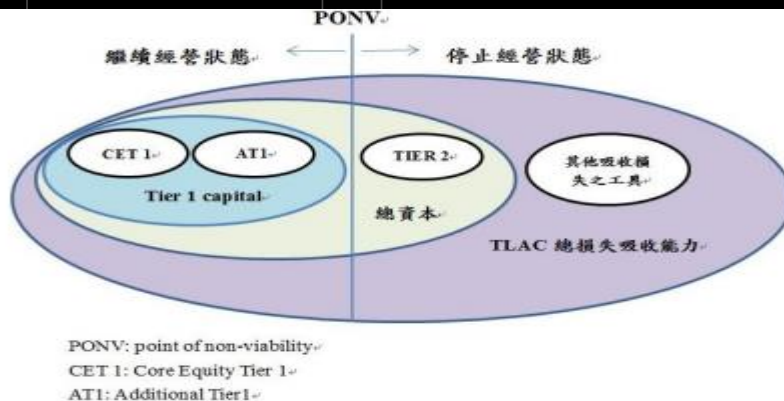 PONV
繼續經營狀態
停止經營狀態
CET 1
AT1
TIER 2
其他吸收損
失之工具
Tier 1 capital
總資本
TLAC 總損失吸收能力
PONV: point of non-viability
CET 1: Core Equity Tier 1
AT1: Additional Tier1